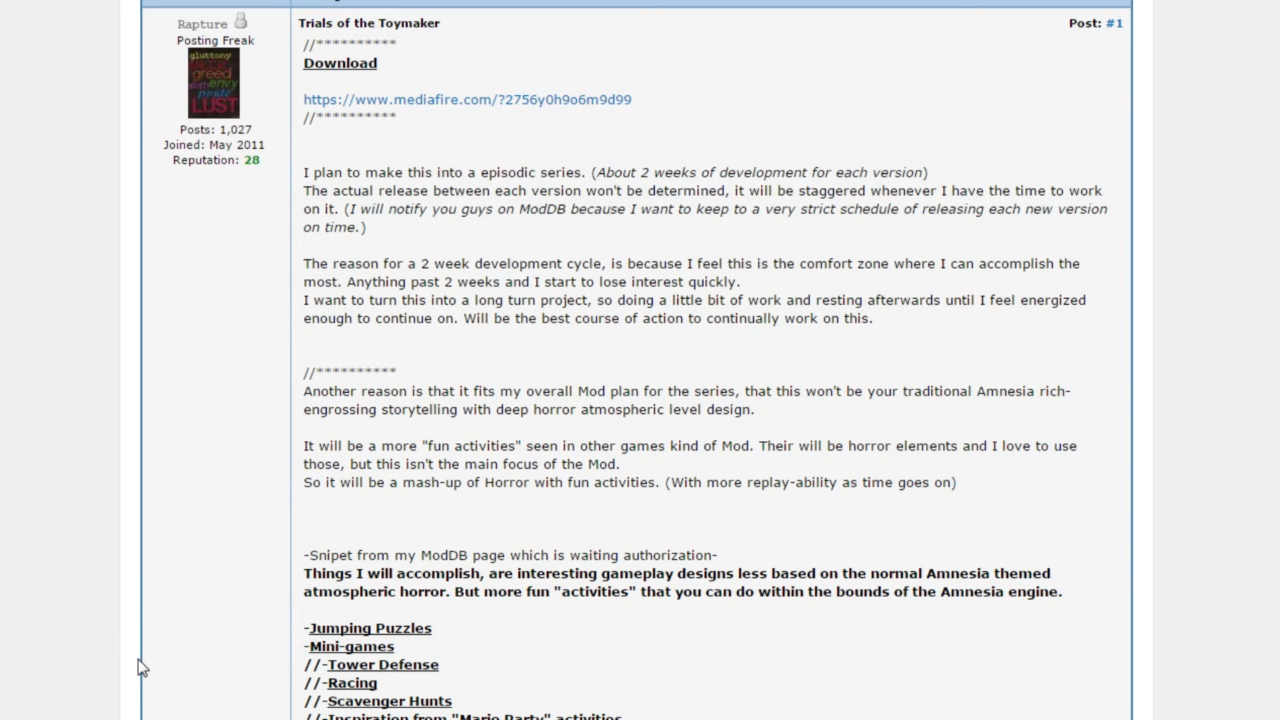 Rapture
Posting Freak
gluttony
greed
envy
pride
LUST
Posts: 1,027
Joined: May 2011
Reputation: 28
Trials of the Toymaker
Post: #1
//**********
Download
https://www.mediafire.com/?2756y0h9o6m9d99
//**********
I plan to make this into a episodic series. (About 2 weeks of development for each version)
The actual release between each version won't be determined, it will be staggered whenever I have the time to work
on it. (I will notify you guys on ModDB because I want to keep to a very strict schedule of releasing each new version
on time.)
The reason for a 2 week development cycle, is because I feel this is the comfort zone where I can accomplish the
most. Anything past 2 weeks and I start to lose interest quickly.
I want to turn this into a long turn project, so doing a little bit of work and resting afterwards until I feel energized
enough to continue on. Will be the best course of action to continually work on this.
//**********
Another reason is that it fits my overall Mod plan for the series, that this won't be your traditional Amnesia rich-
engrossing storytelling with deep horror atmospheric level design.
It will be a more "fun activities" seen in other games kind of Mod. Their will be horror elements and I love to use
those, but this isn't the main focus of the Mod.
So it will be a mash-up of Horror with fun activities. (With more replay-ability as time goes on)
-Snipet from my ModDB page which is waiting authorization-
Things I will accomplish, are interesting gameplay designs less based on the normal Amnesia themed
atmospheric horror. But more fun "activities" that you can do within the bounds of the Amnesia engine.
-Jumping Puzzles
-Mini-games
//-Tower Defense
//-Racing
//-Scavenger Hunts
//-Inspiration from "Mario Party" activities